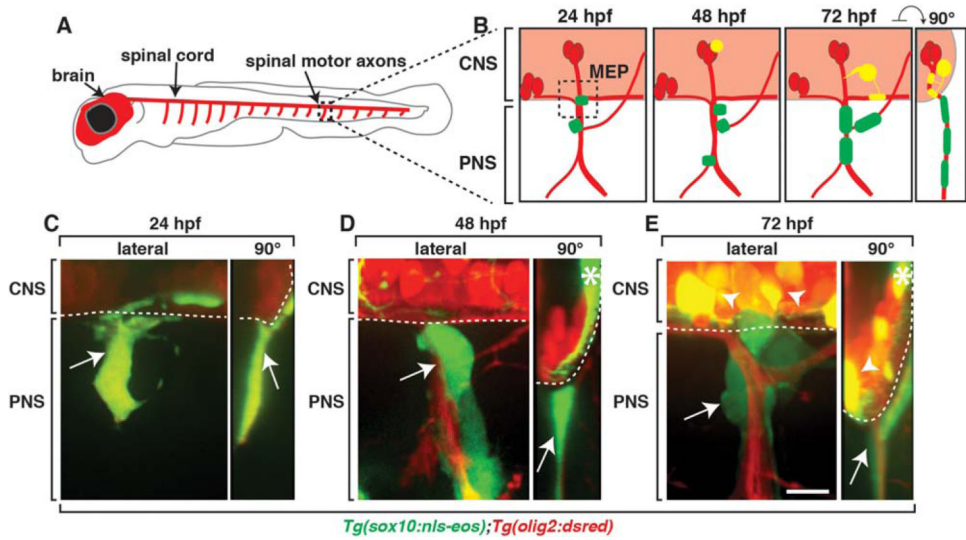 A
spinal cord
spinal motor axons
brain
B
24 hpf
48 hpf
72 hpf
90°
CNS
MEP
PNS
C
24 hpf
lateral
90°
CNS
PNS
D
48 hpf
lateral
90°
*
CNS
PNS
E
72 hpf
lateral
90°
*
CNS
PNS
Tg(sox10:nls-eos);Tg(olig2:dsred)